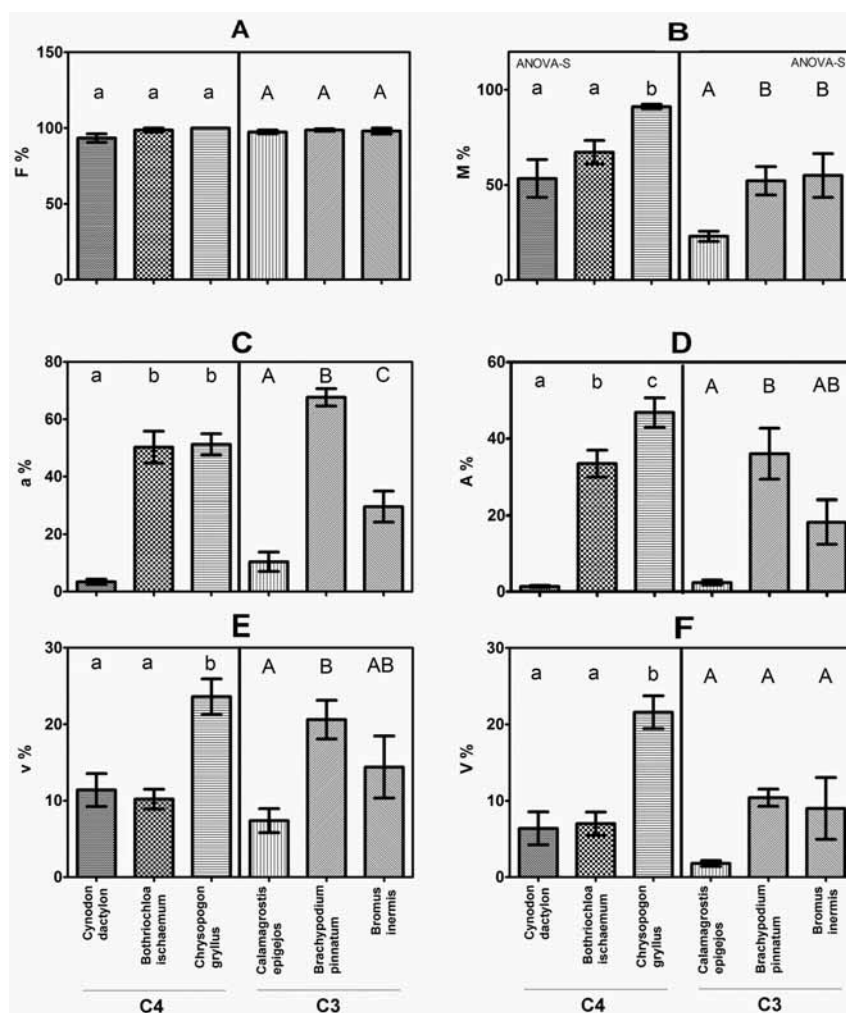 A
F %
150
100
50
0
a a a A A A
B
M %
100
50
0
ANOVA-S ANOVA-S
a a b A B B
C
a %
80
60
40
20
0
a b b A B C
D
A %
60
40
20
0
a b c A B AB
E
v %
30
20
10
0
a a b A B AB
Cynodon
dactylon
Bothriochloa
ischaemum
Chrysopogon
gryllus
Calamagrostis
epigejos
Brachypodium
pinnatum
Bromus
inermis
C4 C3
F
V %
30
20
10
0
a a b A A A
Cynodon
dactylon
Bothriochloa
ischaemum
Chrysopogon
gryllus
Calamagrostis
epigejos
Brachypodium
pinnatum
Bromus
inermis
C4 C3